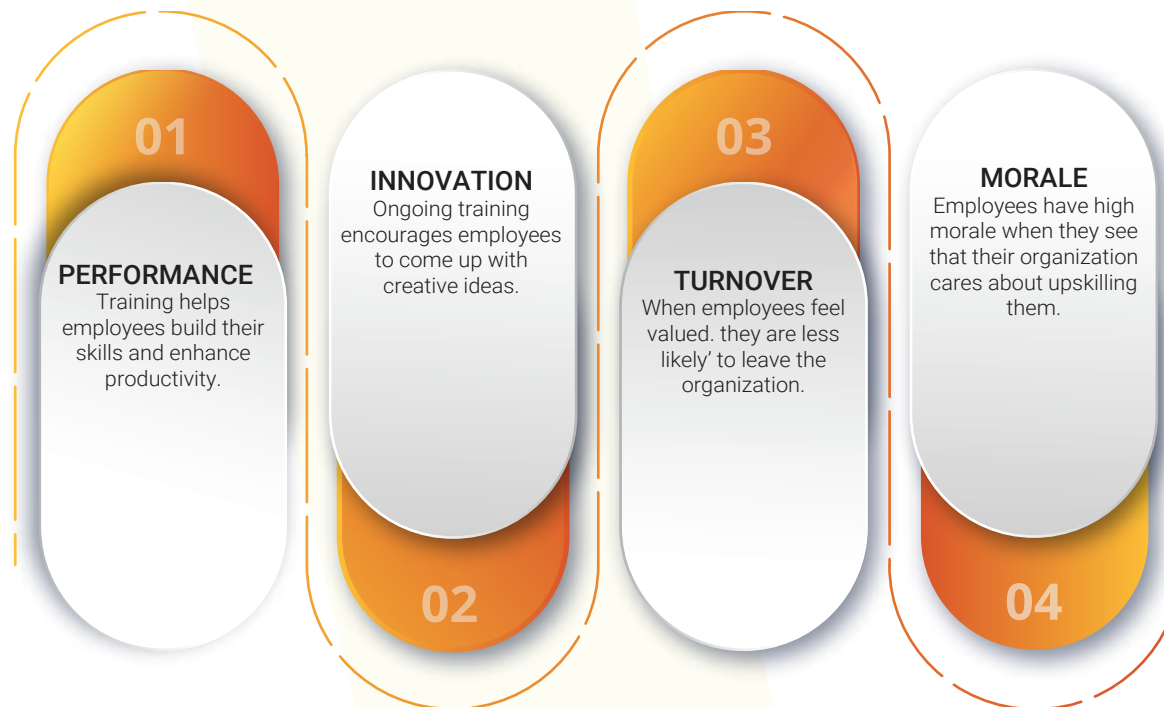 01
PERFORMANCE
Training helps
employees build their
skills and enhance
productivity.
INNOVATION
Ongoing training
encourages employees
to come up with
creative ideas.
02
03
TURNOVER
When employees feel
valued. they are less
likely’ to leave the
organization.
MORALE
Employees have high
morale when they see
that their organization
cares about upskilling
them.
04